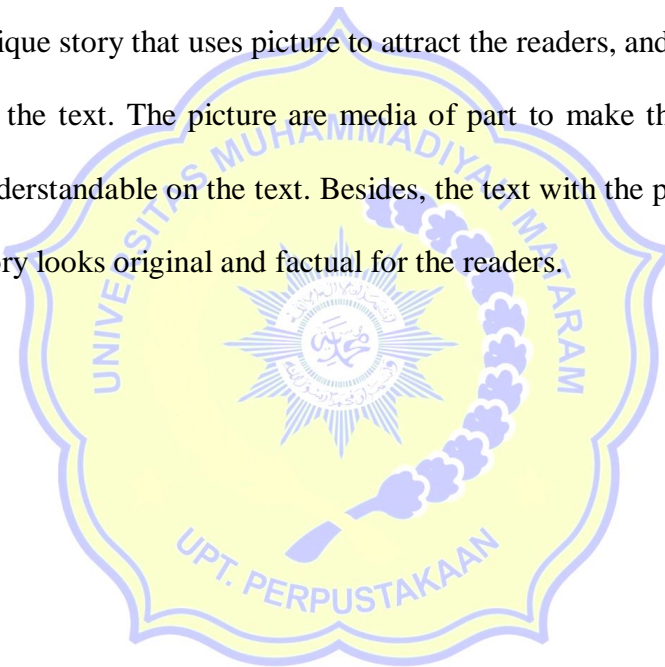 ique story that uses picture to attract the readers, and
the text. The picture are media of part to make th
derstandable on the text. Besides, the text with the p
ry looks original and factual for the readers.
UNIVERSITAS MUHAMMADIYAH MATARAM
UPT. PERPUSTAKAAN